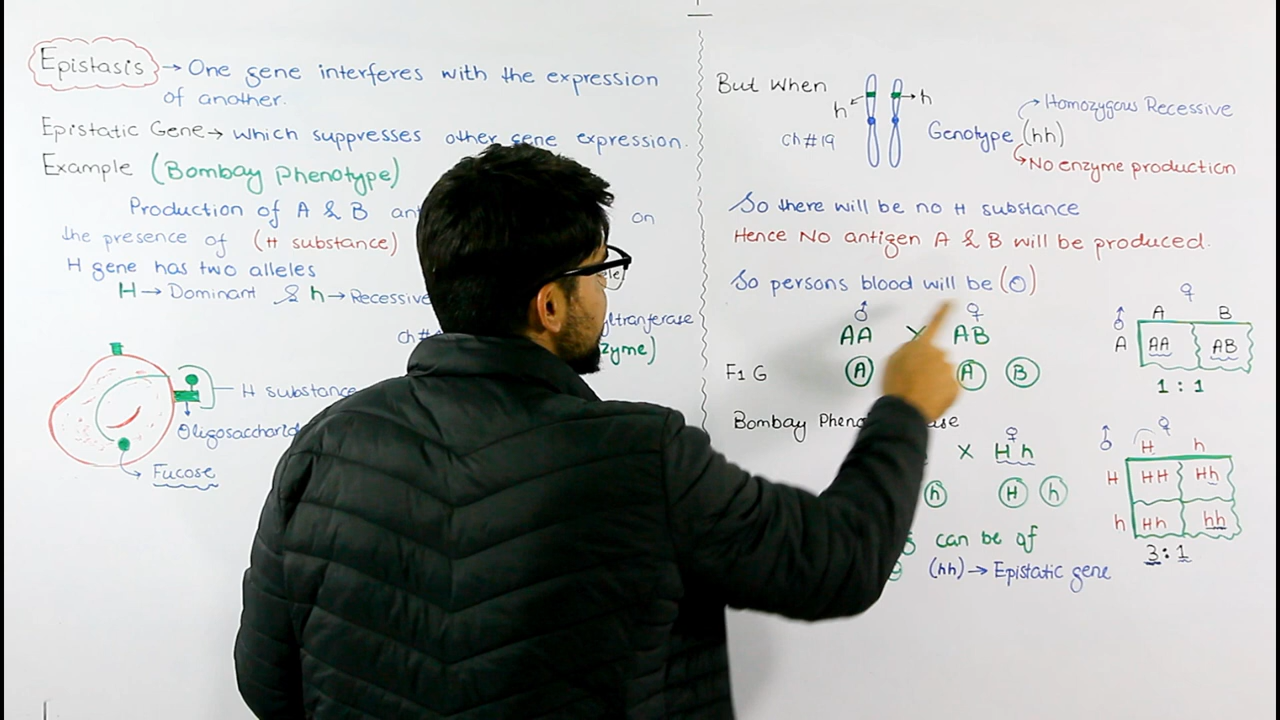 Epistasis → One gene interferes with the expression
of another.
Epistatic Gene → which suppresses other gene expression.
Example (Bombay Phenotype)
Production of A & B on
the presence of (H substance)
H gene has two alleles
H → Dominant & h → Recessive
H substance
Fucose
But When
h h
Ch#19
Genotype (hh)
Homozygous Recessive
No enzyme production
So there will be no H substance
Hence No antigen A & B will be produced.
So persons blood will be (O)
♂ ♀
AA X AB
F1 G A A B
♀
♂ A B
A AA AB
1 : 1
Bombay
♀
X Hh
h H h
♀
♂ H h
H HH Hh
h Hh hh
3 : 1
can be of
(hh) → Epistatic gene